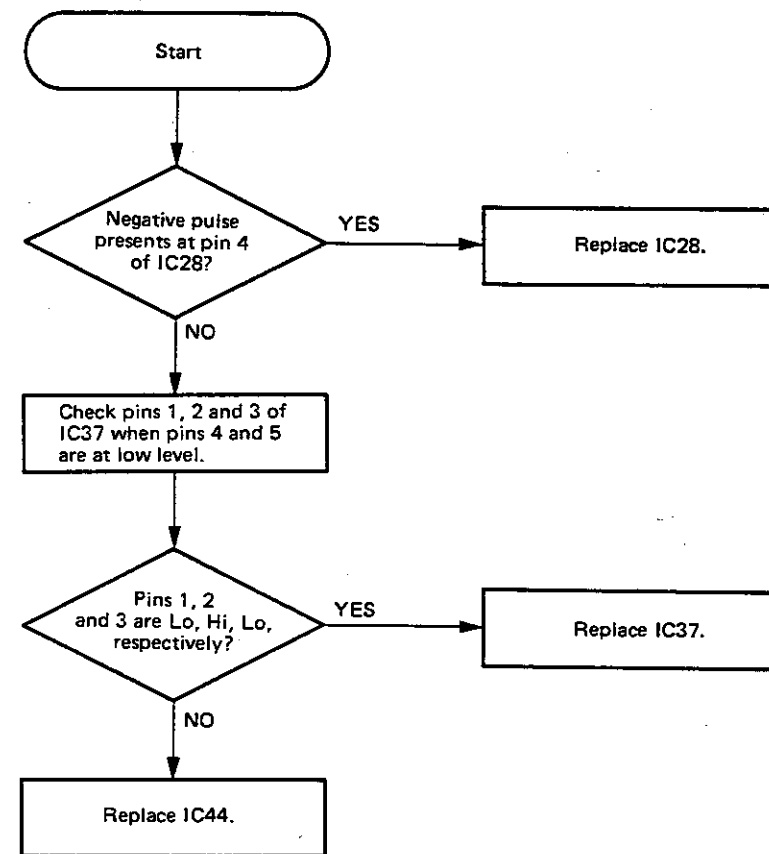 Start
Negative pulse
presents at pin 4
of IC28?
YES
Replace IC28.
NO
Check pins 1, 2 and 3 of
IC37 when pins 4 and 5
are at low level.
Pins 1, 2
and 3 are Lo, Hi, Lo,
respectively?
YES
Replace IC37.
NO
Replace IC44.